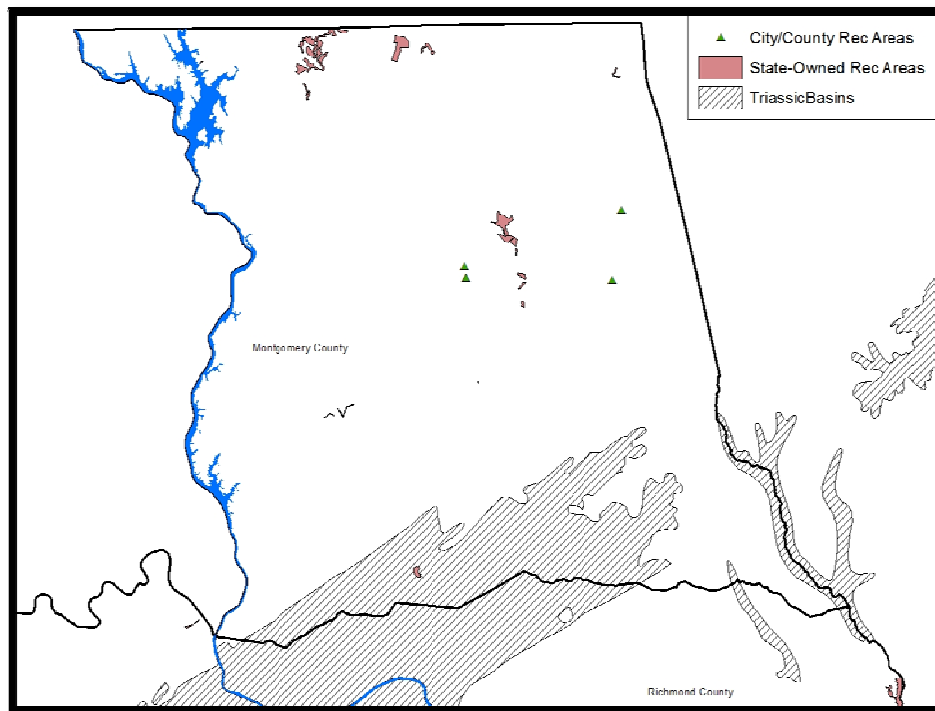 City/County Rec Areas
State-Owned Rec Areas
TriassicBasins
Montgomery County
Richmond County